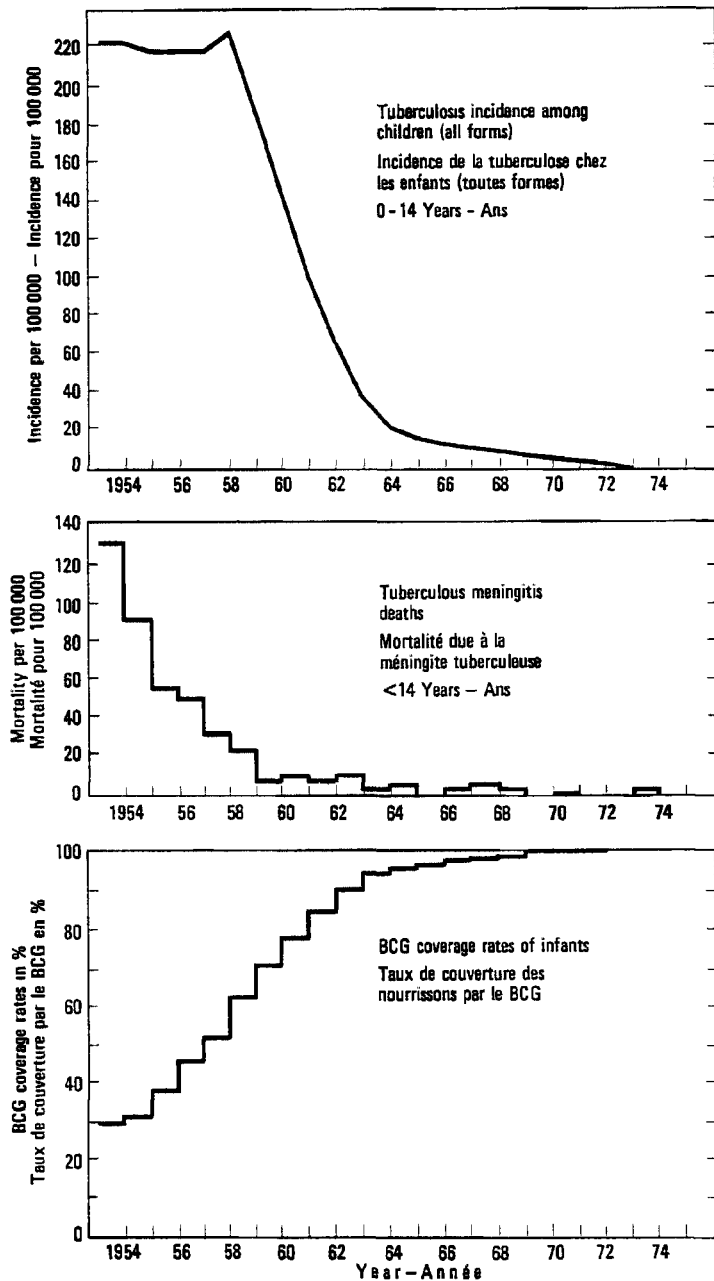 Incidence per 100 000 – Incidence pour 100 000
220
200
180
160
140
120
100
80
60
40
20
0
Tuberculosis incidence among
children (all forms)
Incidence de la tuberculose chez
les enfants (toutes formes)
0 - 14 Years - Ans
1954 56 58 60 62 64 66 68 70 72 74
Mortality per 100 000
Mortalité pour 100 000
140
120
100
80
60
40
20
0
Tuberculous meningitis
deaths
Mortalité due à la
méningite tuberculeuse
<14 Years – Ans
1954 56 58 60 62 64 66 68 70 72 74
BCG coverage rates in %
Taux de couverture par le BCG en %
100
80
60
40
20
0
BCG coverage rates of infants
Taux de couverture des
nourrissons par le BCG
1954 56 58 60 62 64 66 68 70 72 74
Year – Année